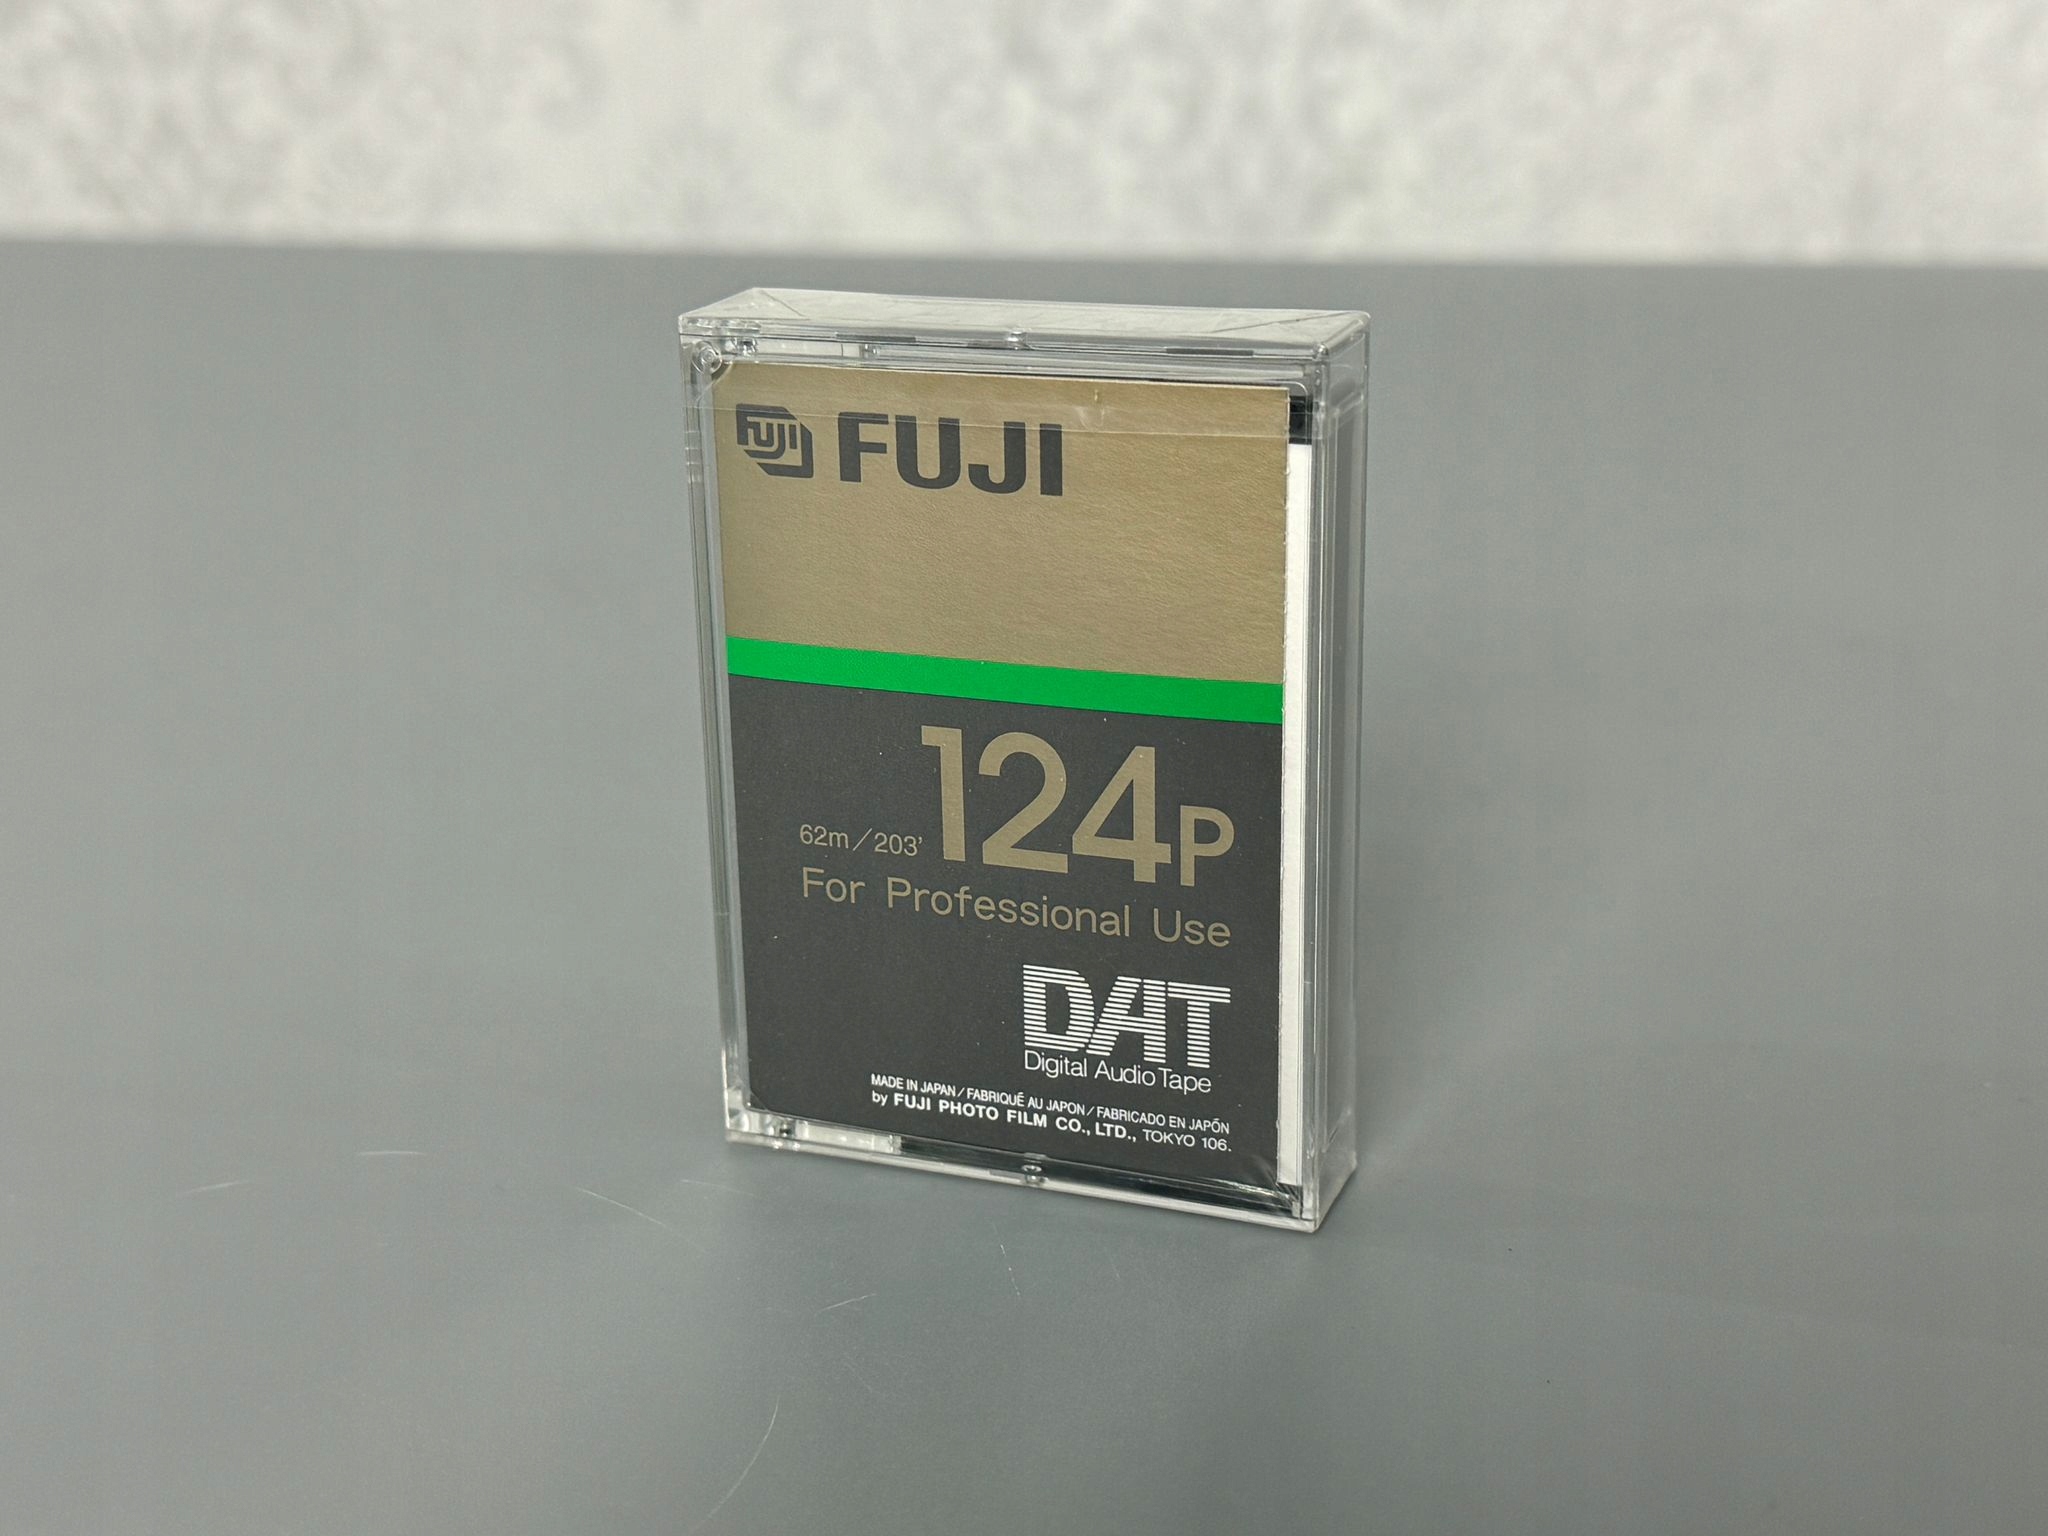 FUJI FUJI
62m/203' 124P
For Professional Use
DAT
Digital Audio Tape
MADE IN JAPAN/FABRIQUÉ AU JAPON/FABRICADO EN JAPÓN
by FUJI PHOTO FILM CO., LTD., TOKYO 106.